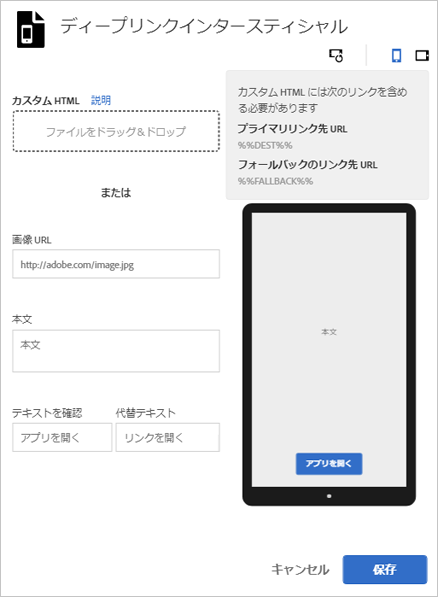 ディープリンクインタースティシャル
カスタム HTML 説明
ファイルをドラッグ＆ドロップ
または
画像 URL
http://adobe.com/image.jpg
本文
本文
テキストを確認 代替テキスト
アプリを開く リンクを開く
カスタム HTML には次のリンクを含め
る必要があります
プライマリリンク先 URL
%%DEST%%
フォールバックのリンク先 URL
%%FALLBACK%%
本文
アプリを開く
キャンセル 保存